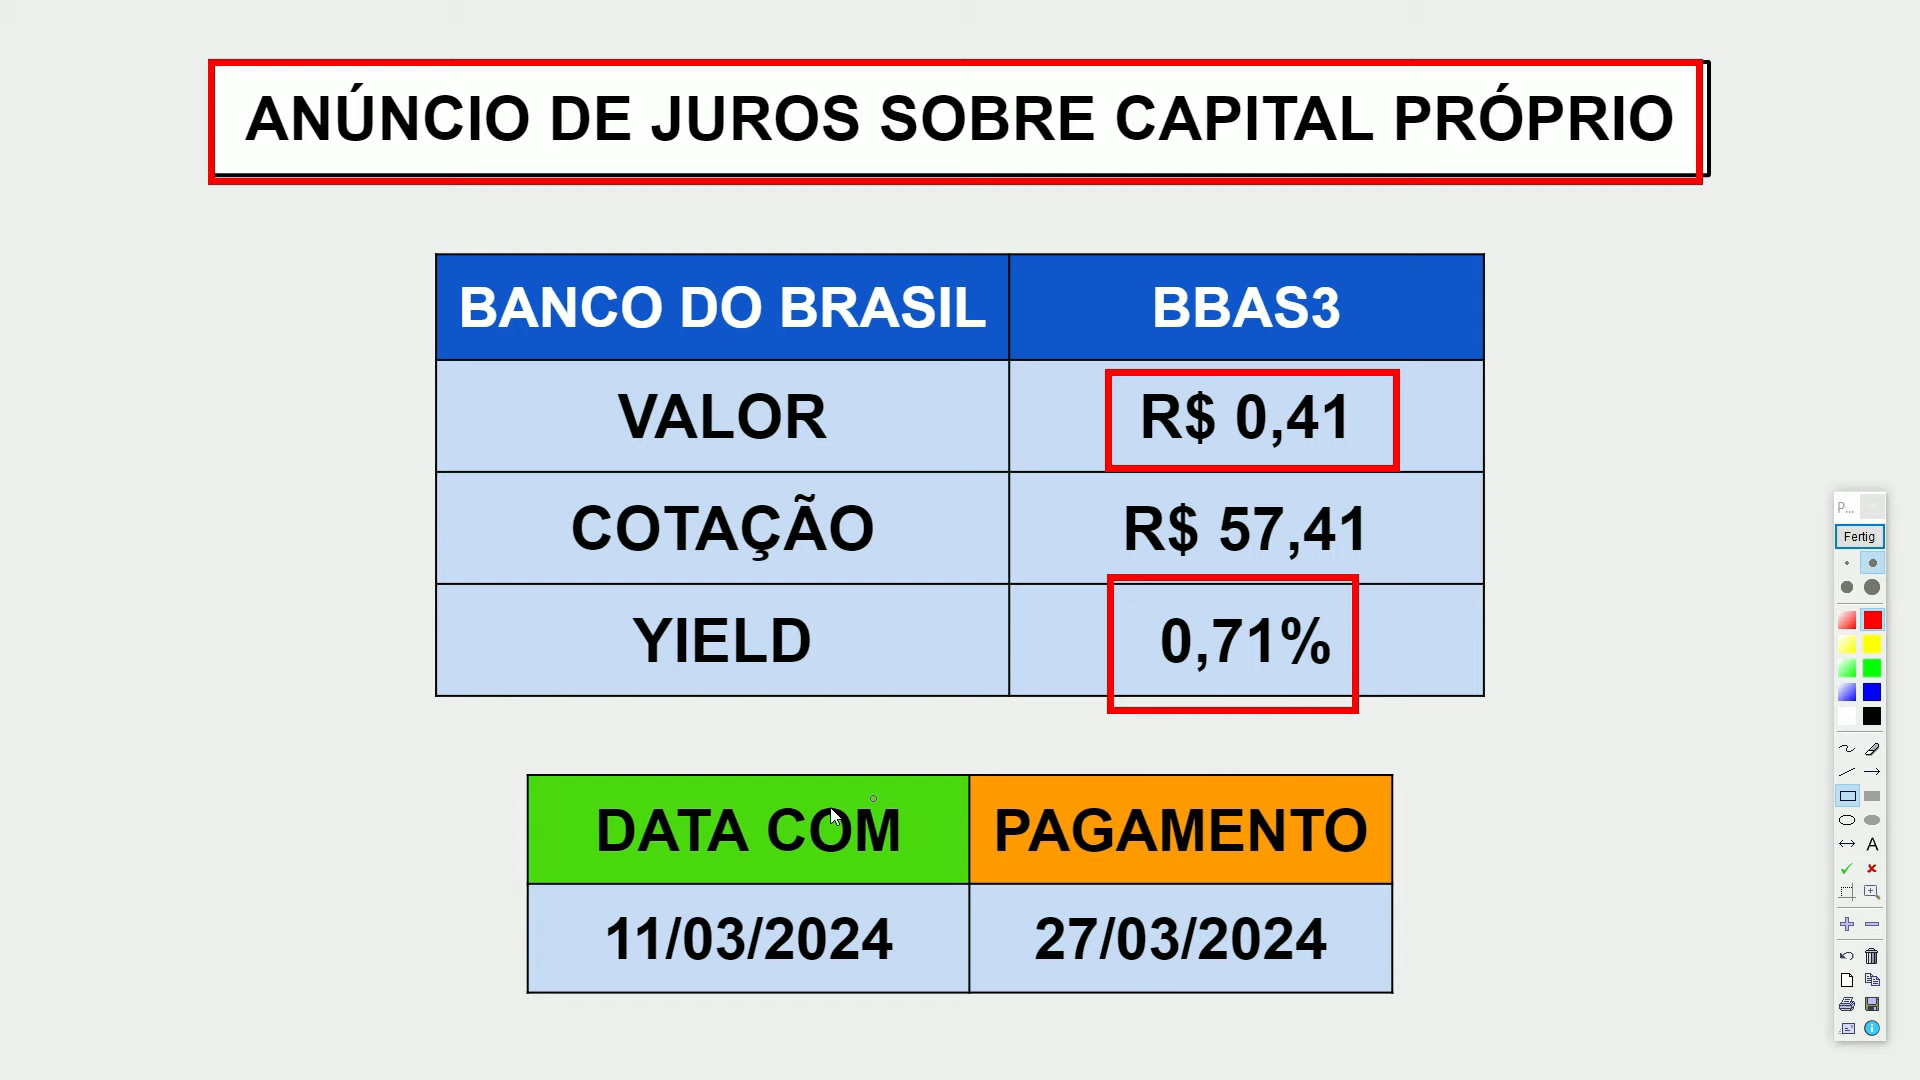 ANÚNCIO DE JUROS SOBRE CAPITAL PRÓPRIO
BANCO DO BRASIL BBAS3
VALOR R$ 0,41
COTAÇÃO R$ 57,41
YIELD 0,71%
DATA COM PAGAMENTO
11/03/2024 27/03/2024
P...
Fertig
A